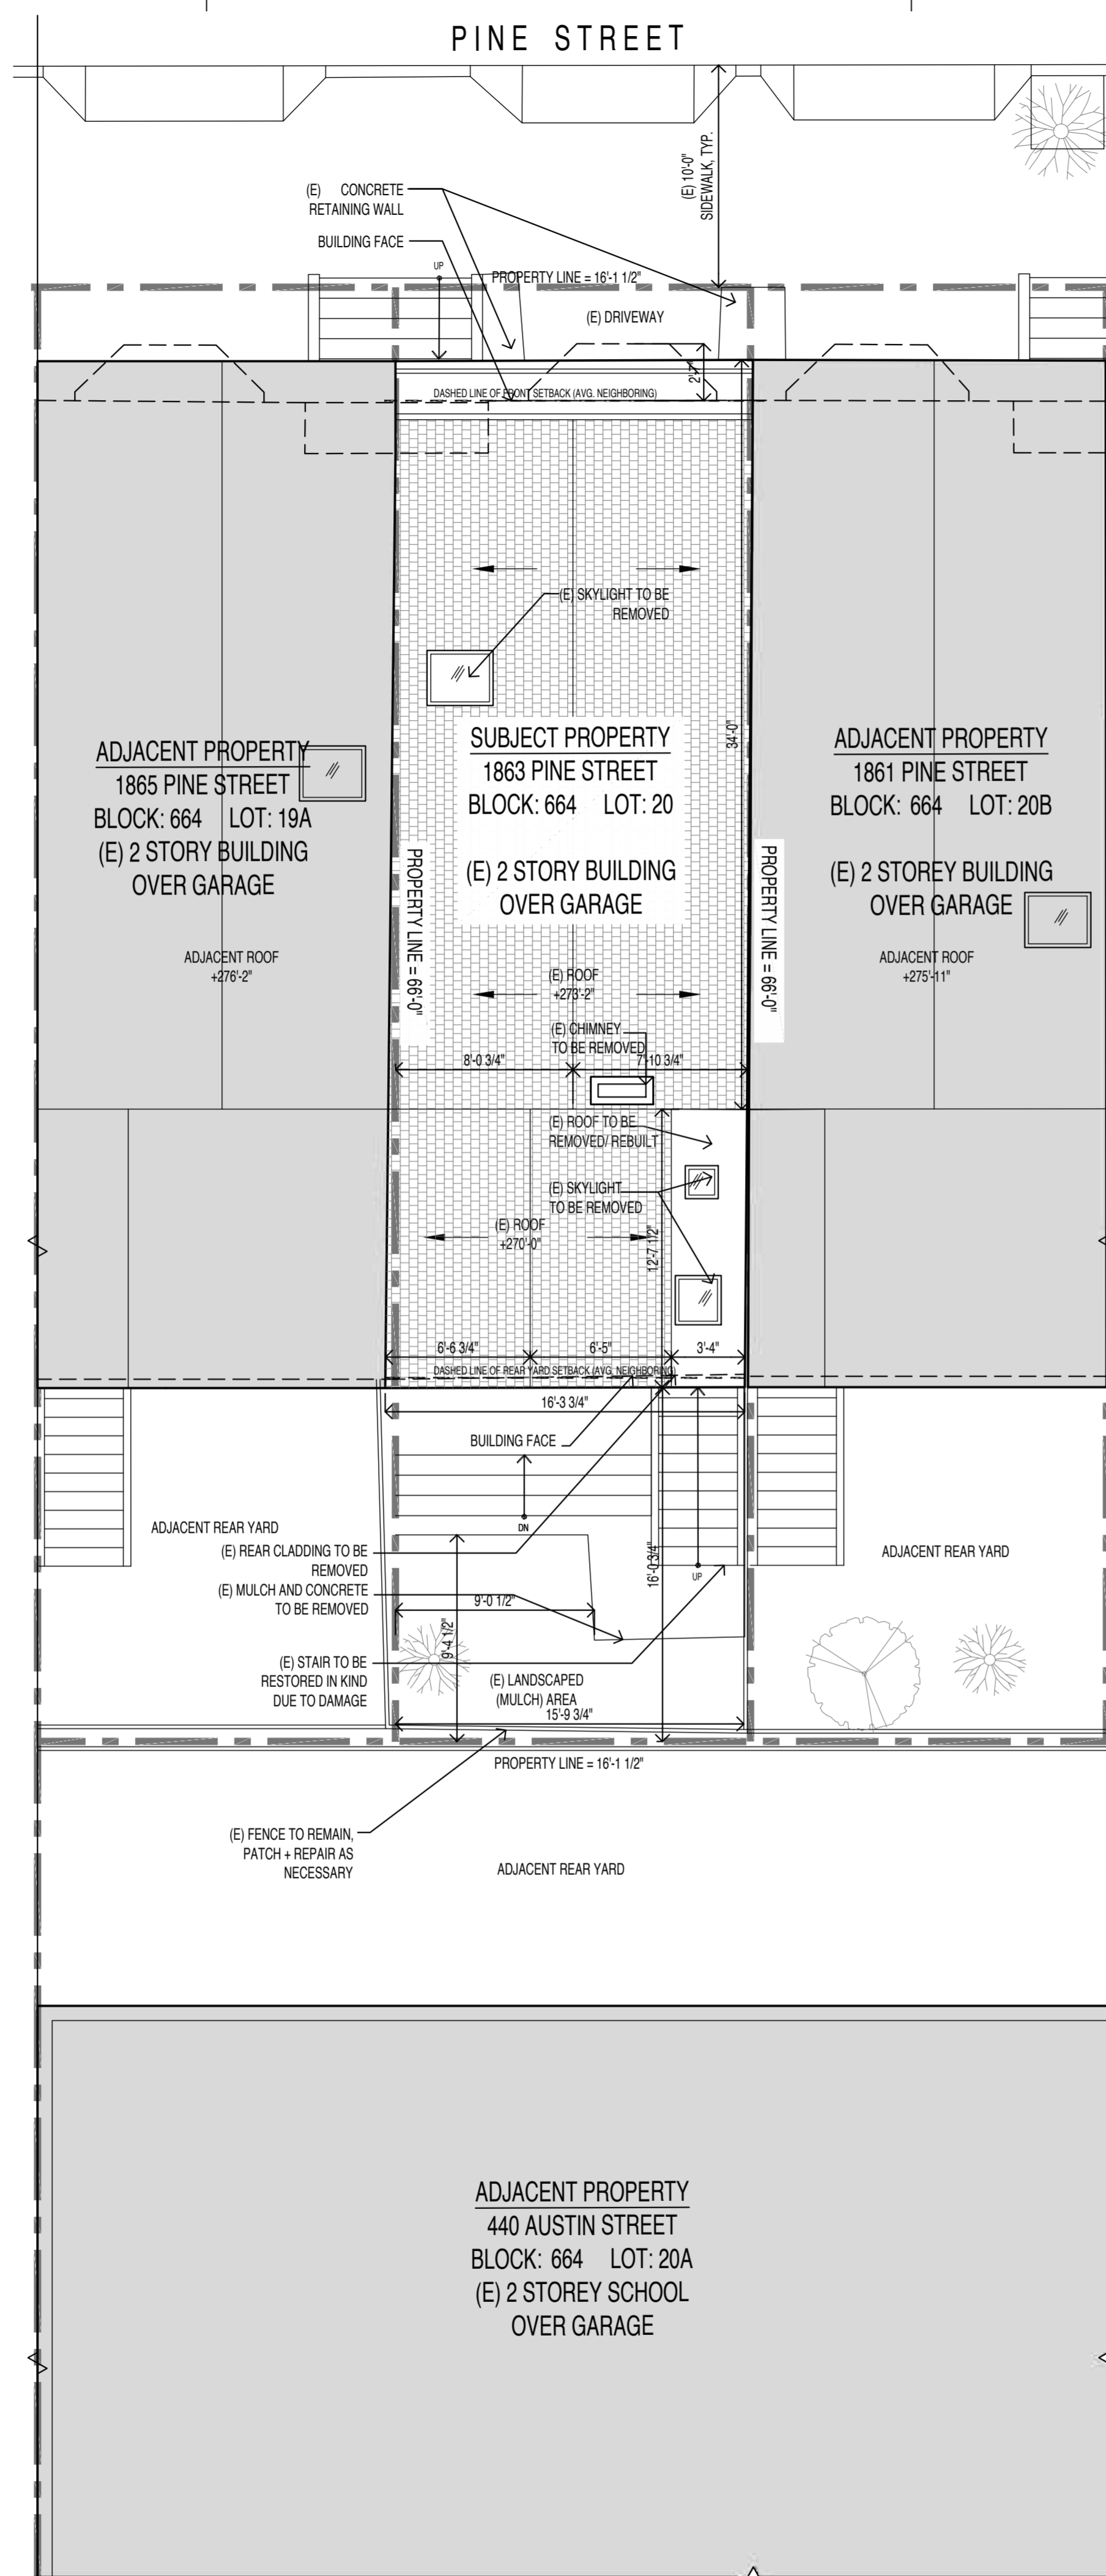 PINE STREET
(E) 10'-0"
SIDEWALK, TYP.
(E) CONCRETE
RETAINING WALL
BUILDING FACE
UP
PROPERTY LINE = 16'-1 1/2"
(E) DRIVEWAY
DASHED LINE OF FRONT SETBACK (AVG. NEIGHBORING)
(E) SKYLIGHT TO BE
REMOVED
34'-0"
ADJACENT PROPERTY
1865 PINE STREET
BLOCK: 664 LOT: 19A
(E) 2 STORY BUILDING
OVER GARAGE
ADJACENT ROOF
+276'-2"
SUBJECT PROPERTY
1863 PINE STREET
BLOCK: 664 LOT: 20
(E) 2 STORY BUILDING
OVER GARAGE
ADJACENT PROPERTY
1861 PINE STREET
BLOCK: 664 LOT: 20B
(E) 2 STOREY BUILDING
OVER GARAGE
ADJACENT ROOF
+275'-11"
PROPERTY LINE = 66'-0"
PROPERTY LINE = 66'-0"
(E) ROOF
+273'-2"
(E) CHIMNEY
TO BE REMOVED
8'-0 3/4"
7'-10 3/4"
(E) ROOF TO BE
REMOVED/ REBUILT
(E) SKYLIGHT
TO BE REMOVED
(E) ROOF
+270'-0"
12'-7 1/2"
6'-6 3/4"
6'-5"
3'-4"
DASHED LINE OF REAR YARD SETBACK (AVG. NEIGHBORING)
16'-3 3/4"
BUILDING FACE
DN
UP
ADJACENT REAR YARD
ADJACENT REAR YARD
(E) REAR CLADDING TO BE
REMOVED
(E) MULCH AND CONCRETE
TO BE REMOVED
16'-0 3/4"
9'-0 1/2"
9'-4 1/2"
(E) STAIR TO BE
RESTORED IN KIND
DUE TO DAMAGE
(E) LANDSCAPED
(MULCH) AREA
15'-9 3/4"
PROPERTY LINE = 16'-1 1/2"
(E) FENCE TO REMAIN,
PATCH + REPAIR AS
NECESSARY
ADJACENT REAR YARD
ADJACENT PROPERTY
440 AUSTIN STREET
BLOCK: 664 LOT: 20A
(E) 2 STOREY SCHOOL
OVER GARAGE